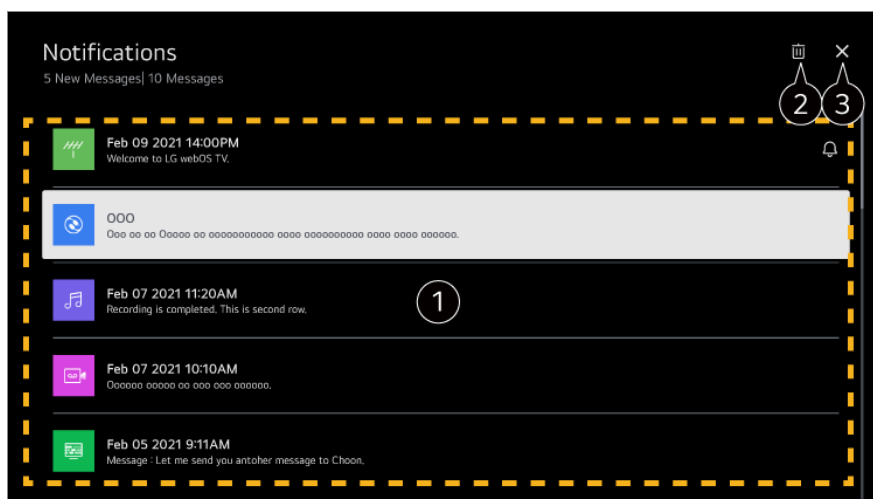 Notifications
5 New Messages| 10 Messages
2 3
Feb 09 2021 14:00PM
Welcome to LG webOS TV.
OOO
Ooo oo oo Ooooo oo ooooooooooo oooo oooooooooo oooo oooo oooooo.
Feb 07 2021 11:20AM
Recording is completed. This is second row.
1
Feb 07 2021 10:10AM
Oooooo ooooo oo ooo ooo oooooo.
Feb 05 2021 9:11AM
Message : Let me send you antoher message to Choon.